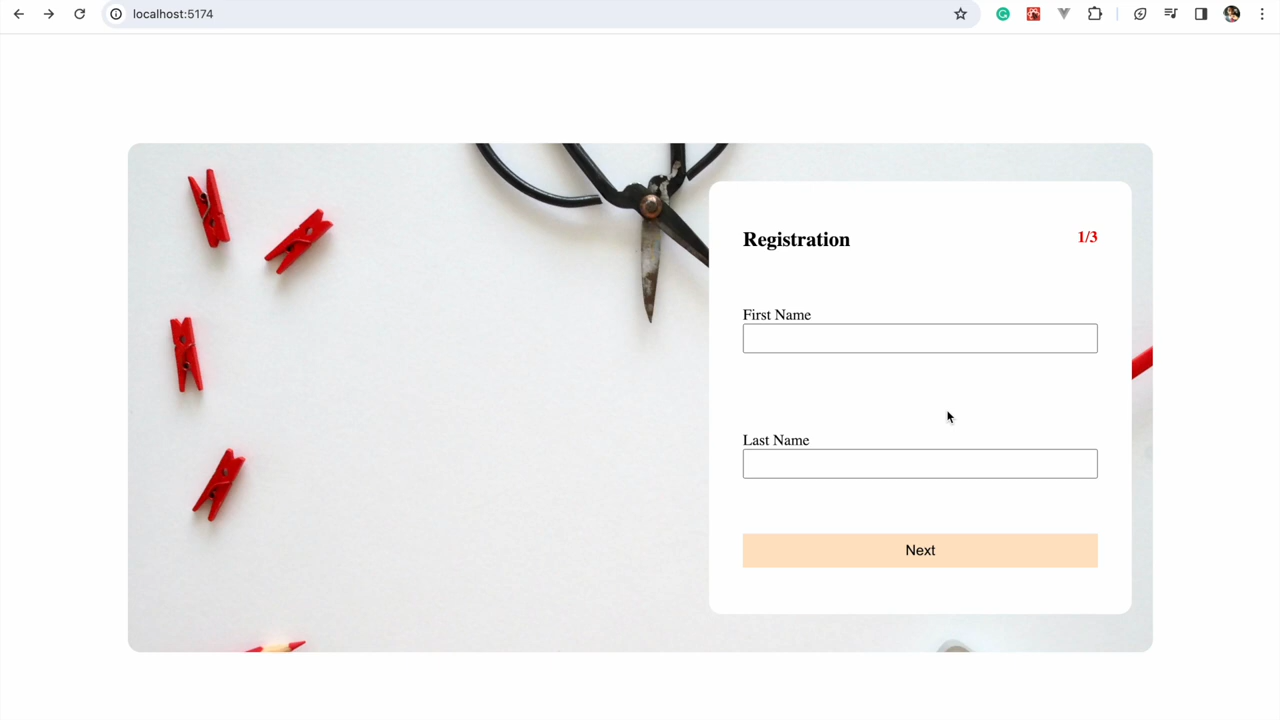 localhost:5174
Registration
1/3
First Name
Last Name
Next